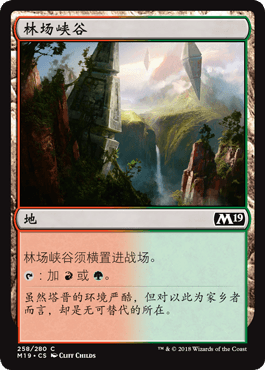 林场峡谷
地
M19
林场峡谷须横置进战场。
：加或。
虽然塔晋的环境严酷，但对以此为家乡者
而言，却是无可替代的所在。
258/280 C
M19 • CS CLIFF CHILDS
™ & © 2018 Wizards of the Coast